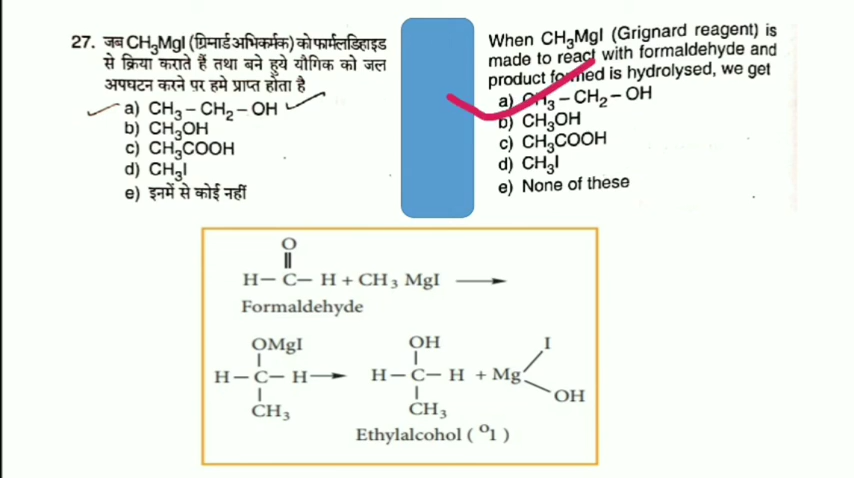 27. जब CH₃MgI (ग्रिगनार्ड अभिकर्मक) को फार्मलडिहाइड
से क्रिया कराते हैं तथा बने हुये यौगिक को जल
अपघटन करने पर हमे प्राप्त होता है
a) CH₃ – CH₂ – OH
b) CH₃OH
c) CH₃COOH
d) CH₃I
e) इनमें से कोई नहीं
When CH₃MgI (Grignard reagent) is
made to react with formaldehyde and
product formed is hydrolysed, we get
a) CH₃ – CH₂ – OH
b) CH₃OH
c) CH₃COOH
d) CH₃I
e) None of these
O
||
H– C– H + CH₃ MgI ⟶
Formaldehyde
OMgI OH I
| | /
H – C– H ⟶ H – C– H + Mg
| | \ OH
CH₃ CH₃
Ethylalcohol ( ⁰1 )